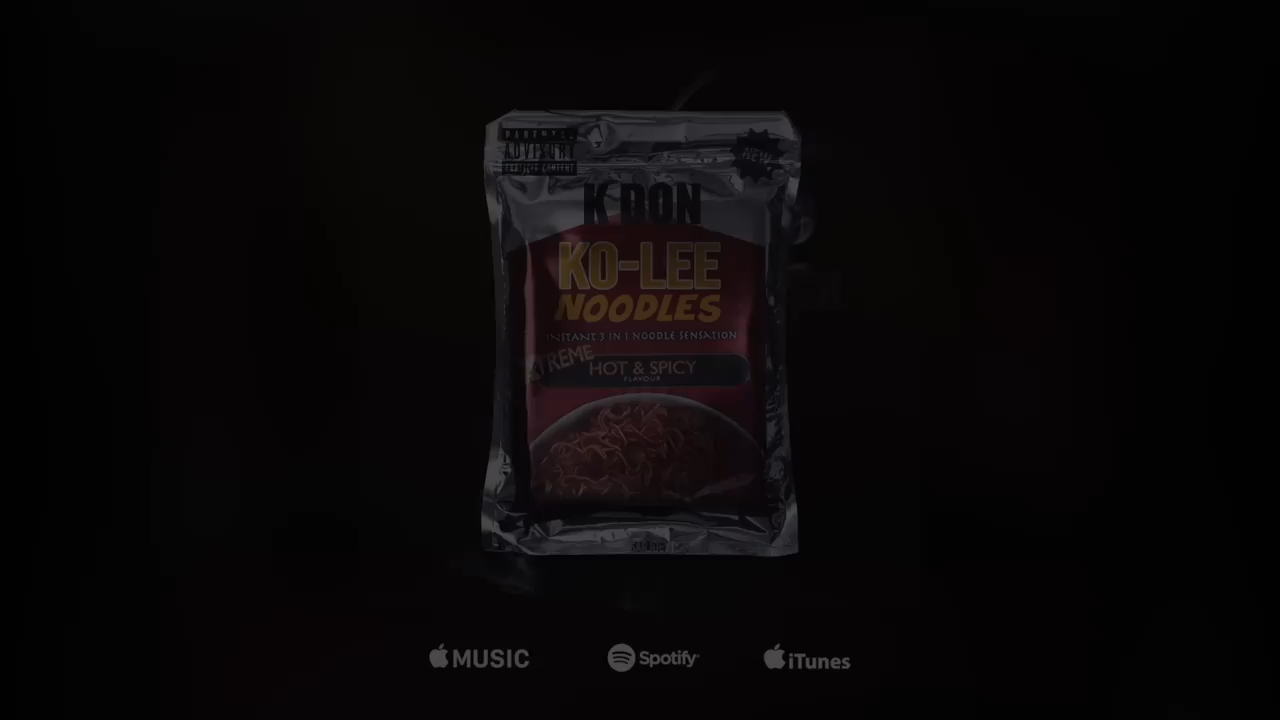 PARENTAL
ADVISORY
EXPLICIT CONTENT
NEW
K DON
KO-LEE
NOODLES
INSTANT 3 IN 1 NOODLE SENSATION
XTREME
HOT & SPICY
FLAVOUR
MUSIC
Spotify
iTunes